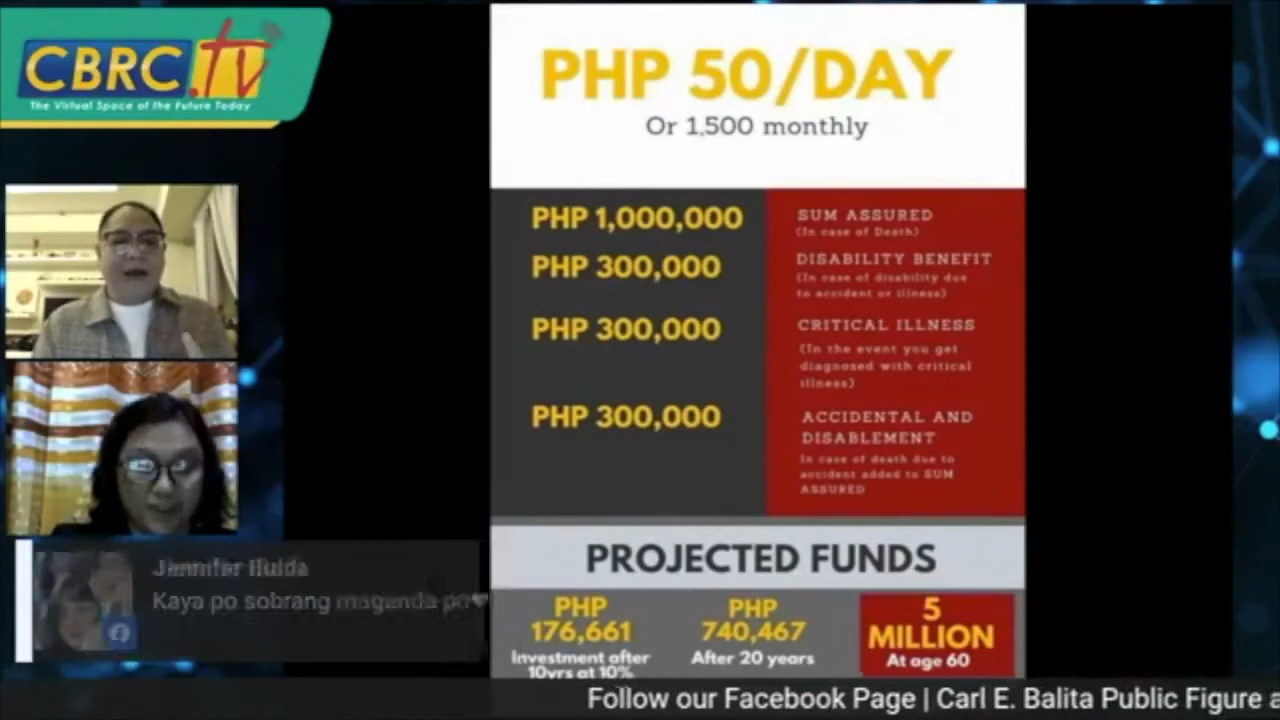 CBRC.tv
The Virtual Space of the Future Today
PHP 50/DAY
Or 1,500 monthly
PHP 1,000,000
SUM ASSURED
(In case of Death)
PHP 300,000
DISABILITY BENEFIT
(In case of disability due
to accident or illness)
PHP 300,000
CRITICAL ILLNESS
(In the event you get
diagnosed with critical
illness)
PHP 300,000
ACCIDENTAL AND
DISABLEMENT
In case of death due to
accident added to SUM
ASSURED
PROJECTED FUNDS
PHP
176,661
Investment after
10yrs at 10%
PHP
740,467
After 20 years
5
MILLION
At age 60
Kaya po sobrang maganda po
Follow our Facebook Page | Carl E. Balita Public Figure a